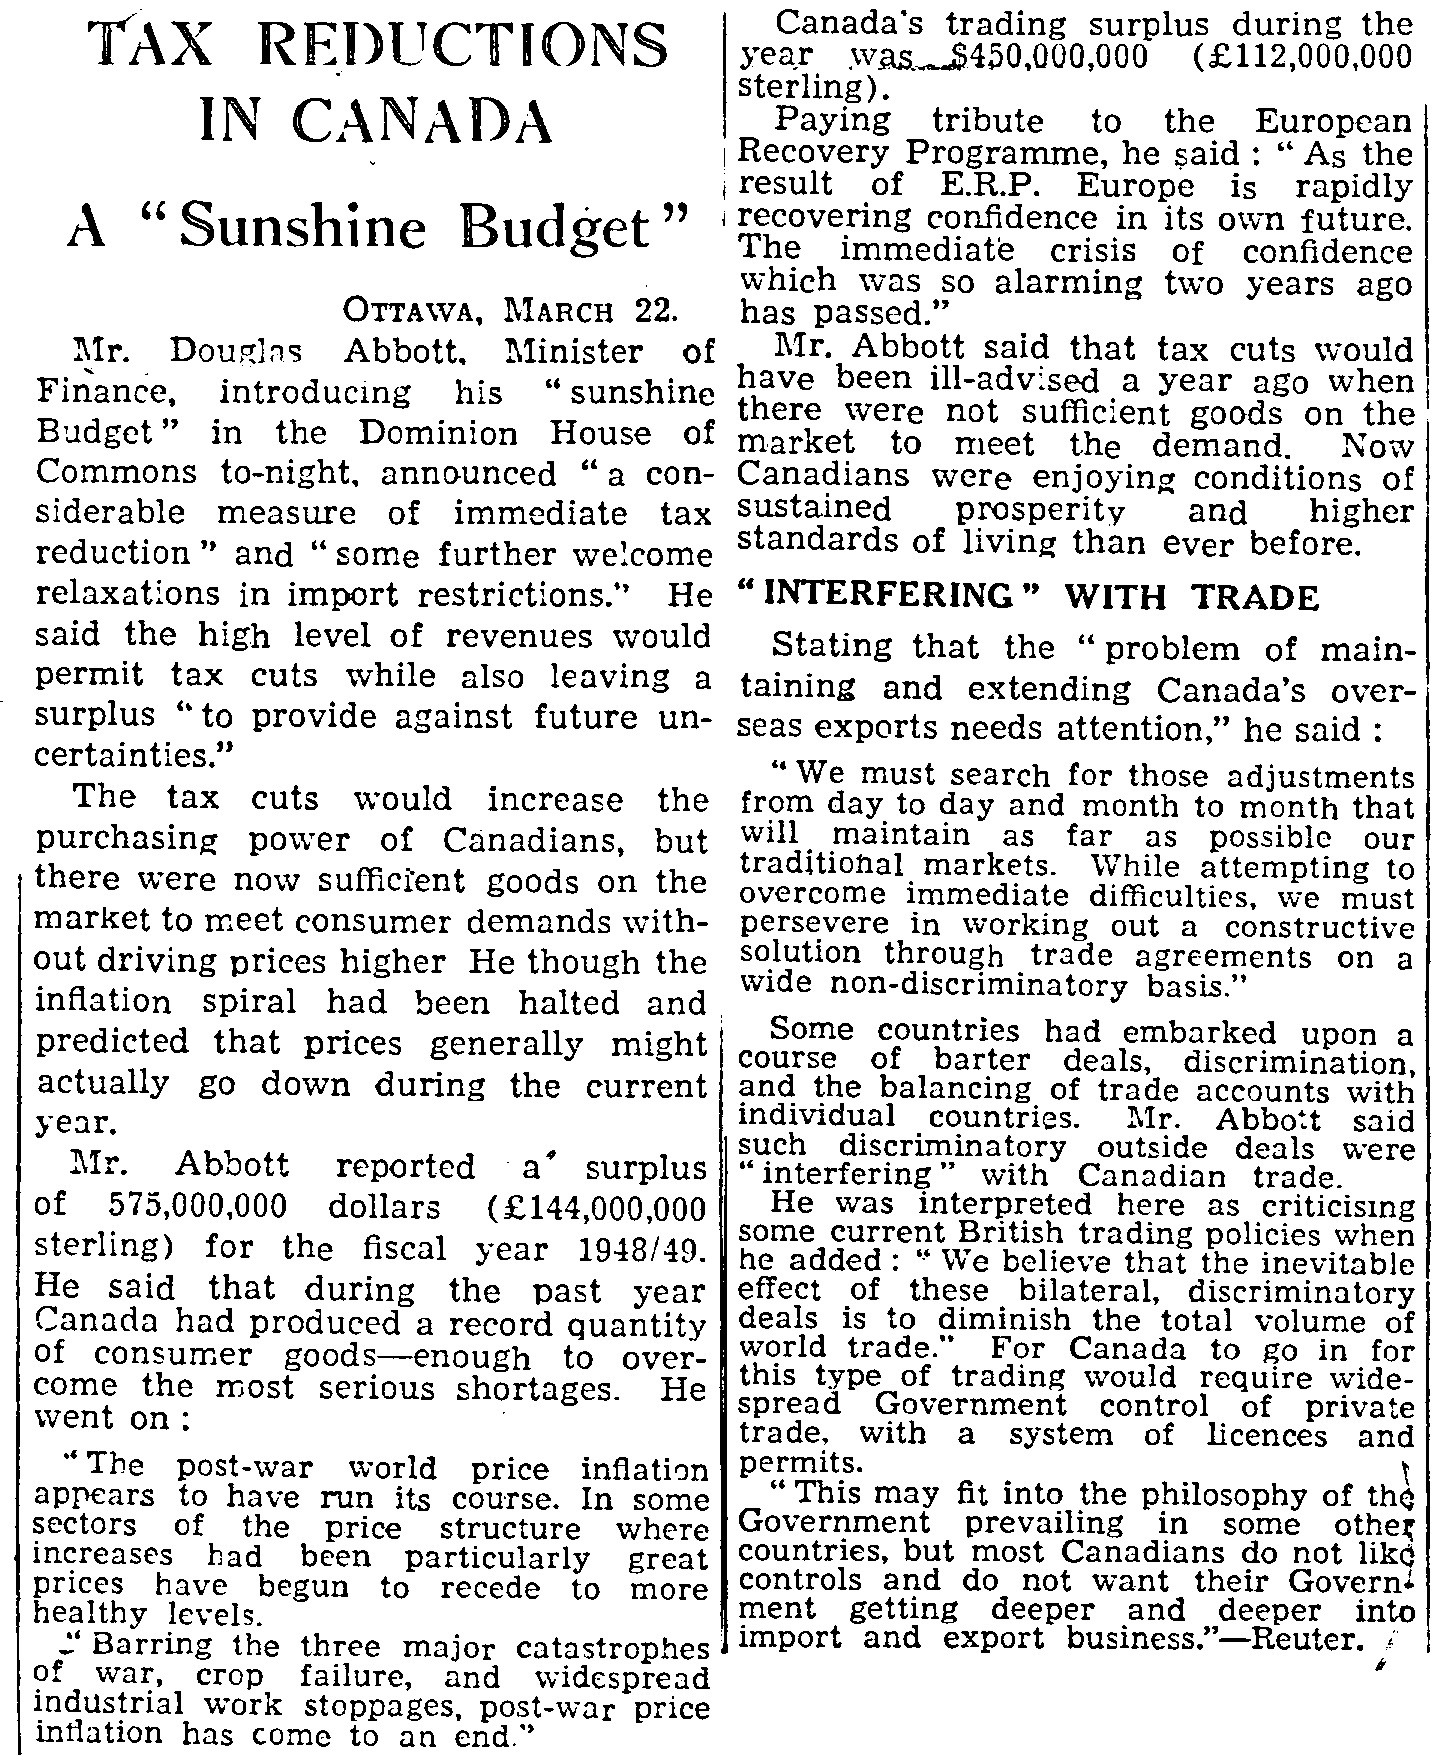 TAX REDUCTIONS
IN CANADA
A “Sunshine Budget”
OTTAWA, MARCH 22.
Mr. Douglas Abbott, Minister of
Finance, introducing his “sunshine
Budget” in the Dominion House of
Commons to-night, announced “a con-
siderable measure of immediate tax
reduction” and “some further welcome
relaxations in import restrictions.” He
said the high level of revenues would
permit tax cuts while also leaving a
surplus “to provide against future un-
certainties.”
The tax cuts would increase the
purchasing power of Canadians, but
there were now sufficient goods on the
market to meet consumer demands with-
out driving prices higher He though the
inflation spiral had been halted and
predicted that prices generally might
actually go down during the current
year.
Mr. Abbott reported a surplus
of 575,000,000 dollars (£144,000,000
sterling) for the fiscal year 1948/49.
He said that during the past year
Canada had produced a record quantity
of consumer goods—enough to over-
come the most serious shortages. He
went on :
“The post-war world price inflation
appears to have run its course. In some
sectors of the price structure where
increases had been particularly great
prices have begun to recede to more
healthy levels.
“Barring the three major catastrophes
of war, crop failure, and widespread
industrial work stoppages, post-war price
inflation has come to an end.”
Canada's trading surplus during the
year was $450,000,000 (£112,000,000
sterling).
Paying tribute to the European
Recovery Programme, he said : “As the
result of E.R.P. Europe is rapidly
recovering confidence in its own future.
The immediate crisis of confidence
which was so alarming two years ago
has passed.”
Mr. Abbott said that tax cuts would
have been ill-advised a year ago when
there were not sufficient goods on the
market to meet the demand. Now
Canadians were enjoying conditions of
sustained prosperity and higher
standards of living than ever before.
“INTERFERING” WITH TRADE
Stating that the “problem of main-
taining and extending Canada's over-
seas exports needs attention,” he said :
“We must search for those adjustments
from day to day and month to month that
will maintain as far as possible our
traditional markets. While attempting to
overcome immediate difficulties, we must
persevere in working out a constructive
solution through trade agreements on a
wide non-discriminatory basis.”
Some countries had embarked upon a
course of barter deals, discrimination,
and the balancing of trade accounts with
individual countries. Mr. Abbott said
such discriminatory outside deals were
“interfering” with Canadian trade.
He was interpreted here as criticising
some current British trading policies when
he added : “We believe that the inevitable
effect of these bilateral, discriminatory
deals is to diminish the total volume of
world trade.” For Canada to go in for
this type of trading would require wide-
spread Government control of private
trade, with a system of licences and
permits.
“This may fit into the philosophy of the
Government prevailing in some other
countries, but most Canadians do not like
controls and do not want their Govern-
ment getting deeper and deeper into
import and export business.”—Reuter.